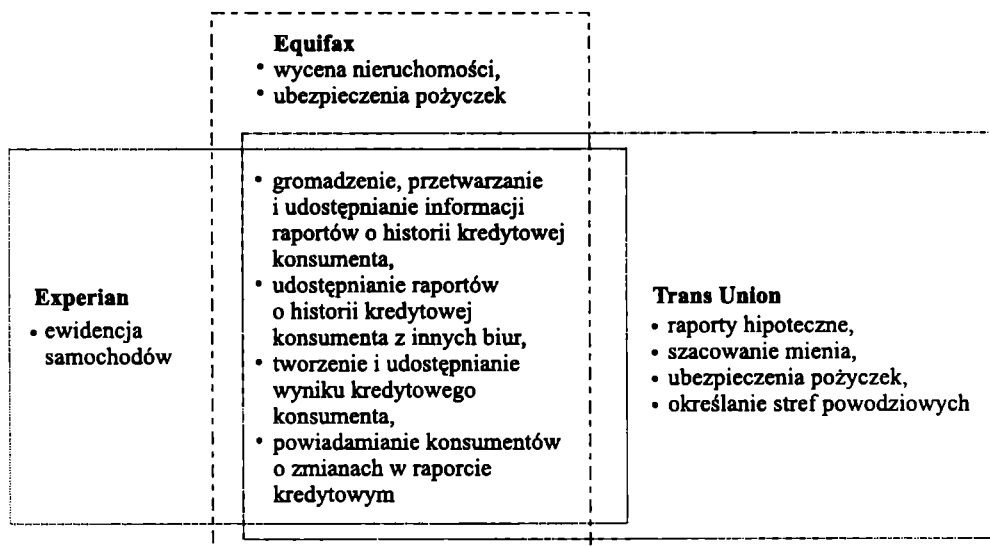 Equifax
• wycena nieruchomości,
• ubezpieczenia pożyczek
• gromadzenie, przetwarzanie
i udostępnianie informacji
raportów o historii kredytowej
konsumenta,
• udostępnianie raportów
o historii kredytowej
konsumenta z innych biur,
• tworzenie i udostępnianie
wyniku kredytowego
konsumenta,
• powiadamianie konsumentów
o zmianach w raporcie
kredytowym
Experian
• ewidencja
samochodów
Trans Union
• raporty hipoteczne,
• szacowanie mienia,
• ubezpieczenia pożyczek,
• określanie stref powodziowych